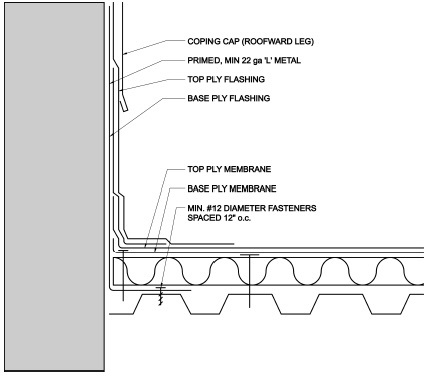 COPING CAP (ROOFWARD LEG)
PRIMED, MIN 22 ga 'L' METAL
TOP PLY FLASHING
BASE PLY FLASHING
TOP PLY MEMBRANE
BASE PLY MEMBRANE
MIN. #12 DIAMETER FASTENERS
SPACED 12" o.c.